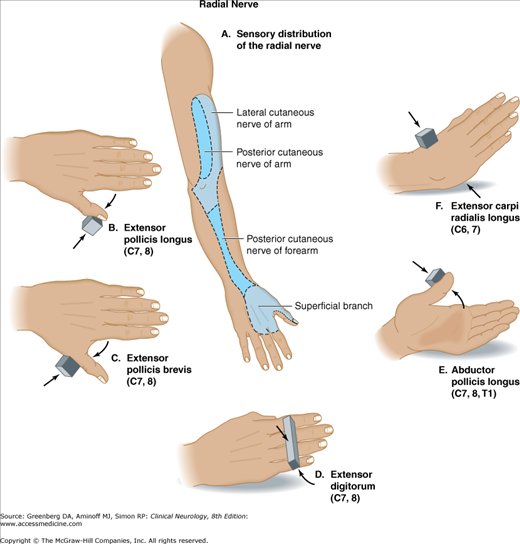 Radial Nerve
A. Sensory distribution
of the radial nerve
Lateral cutaneous
nerve of arm
Posterior cutaneous
nerve of arm
B. Extensor
pollicis longus
(C7, 8)
F. Extensor carpi
radialis longus
(C6, 7)
Posterior cutaneous
nerve of forearm
Superficial branch
C. Extensor
pollicis brevis
(C7, 8)
E. Abductor
pollicis longus
(C7, 8, T1)
D. Extensor
digitorum
(C7, 8)
Source: Greenberg DA, Aminoff MJ, Simon RP: Clinical Neurology, 8th Edition:
www.accessmedicine.com
Copyright © The McGraw-Hill Companies, Inc. All rights reserved.